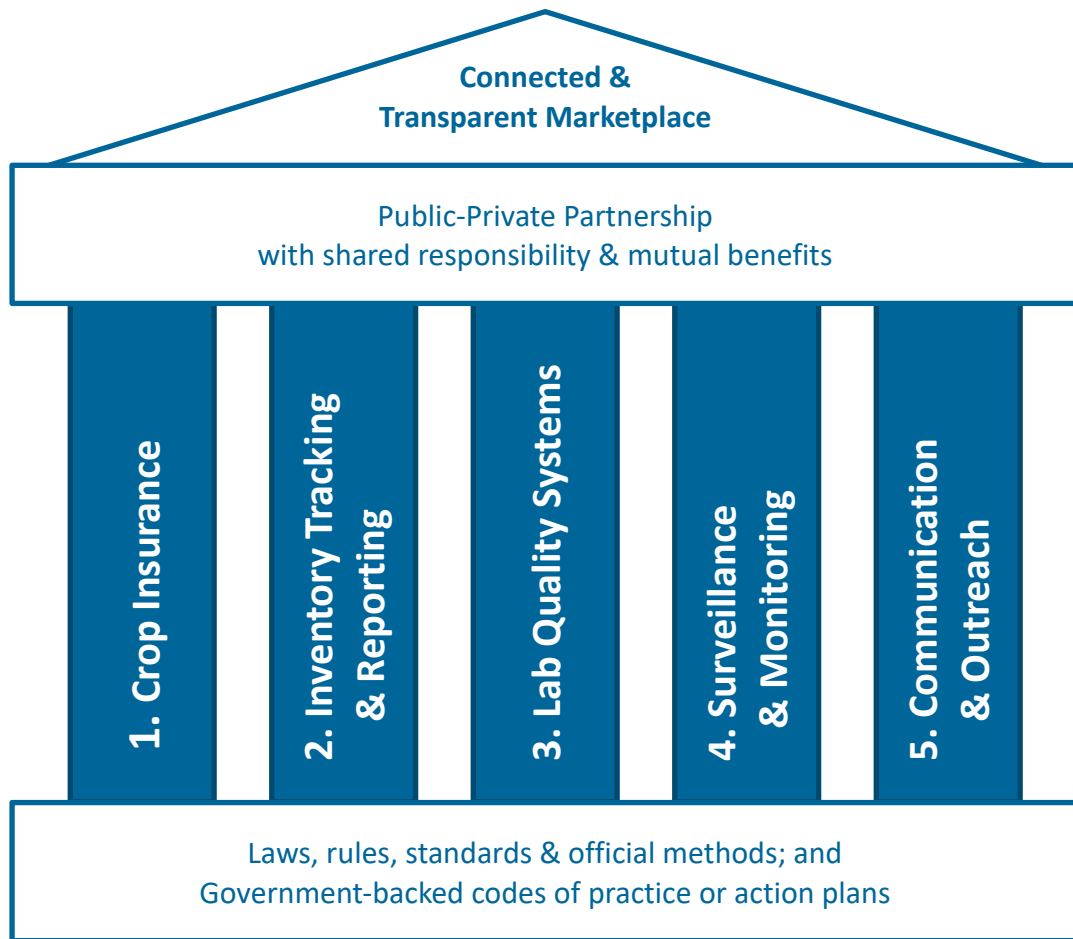 Connected &
Transparent Marketplace
Public-Private Partnership
with shared responsibility & mutual benefits
1. Crop Insurance
2. Inventory Tracking
& Reporting
3. Lab Quality Systems
4. Surveillance
& Monitoring
5. Communication
& Outreach
Laws, rules, standards & official methods; and
Government-backed codes of practice or action plans